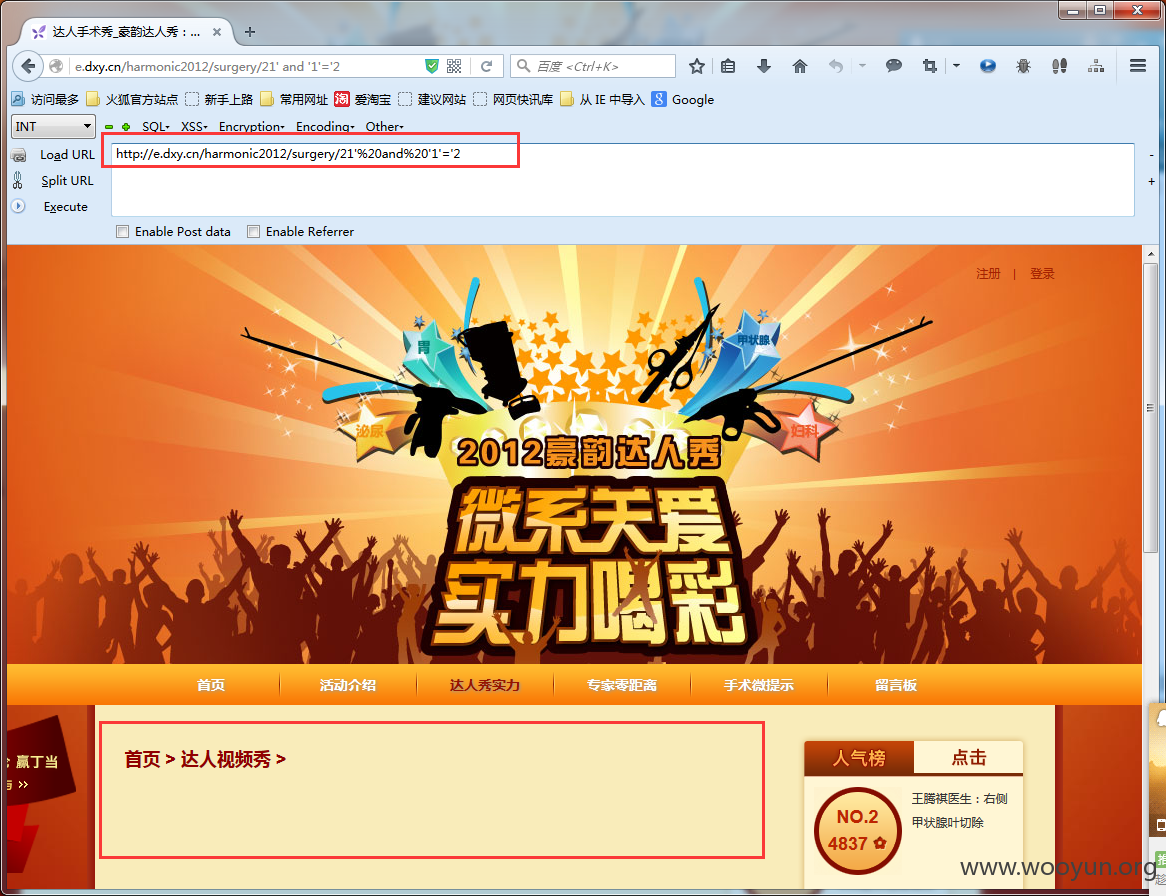 达人手术秀_豪韵达人秀：...
e.dxy.cn/harmonic2012/surgery/21' and '1'='2
百度 <Ctrl+K>
访问最多 火狐官方站点 新手上路 常用网址 淘 爱淘宝 建议网站 网页快讯库 从 IE 中导入 8 Google
INT SQL XSS Encryption Encoding Other
Load URL
http://e.dxy.cn/harmonic2012/surgery/21'%20and%20'1'='2
Split URL
Execute
Enable Post data Enable Referrer
注册 | 登录
胃
甲状腺
泌尿
妇科
2012豪韵达人秀
微系关爱
实力喝彩
首页 活动介绍 达人秀实力 专家零距离 手术微提示 留言板
首页 > 达人视频秀 >
赢丁当
>>
人气榜 点击
NO.2
4837
王腾祺医生：右侧
甲状腺叶切除
www.wooyun.org